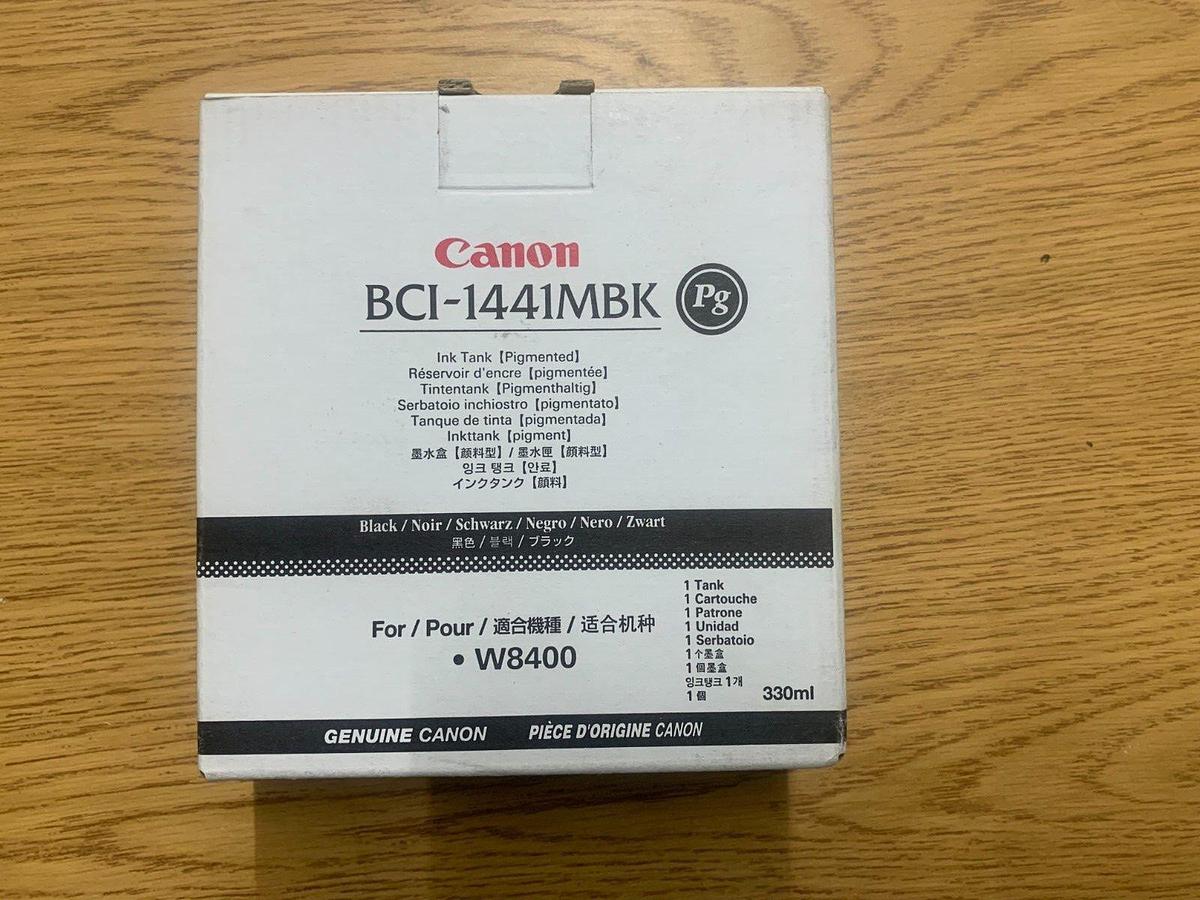 Canon
BCI-1441MBK Pg
Ink Tank【Pigmented】
Réservoir d'encre【pigmentée】
Tintentank【Pigmenthaltig】
Serbatoio inchiostro【pigmentato】
Tanque de tinta【pigmentada】
Inkttank【pigment】
墨水盒【颜料型】/ 墨水匣【顏料型】
잉크 탱크【안료】
インクタンク【顔料】
Black / Noir / Schwarz / Negro / Nero / Zwart
黑色 / 블랙 / ブラック
For / Pour / 適合機種 / 适合机种
• W8400
1 Tank
1 Cartouche
1 Patrone
1 Unidad
1 Serbatoio
1个墨盒
1個墨盒
잉크탱크 1개
1個
330ml
GENUINE CANON PIÈCE D'ORIGINE CANON